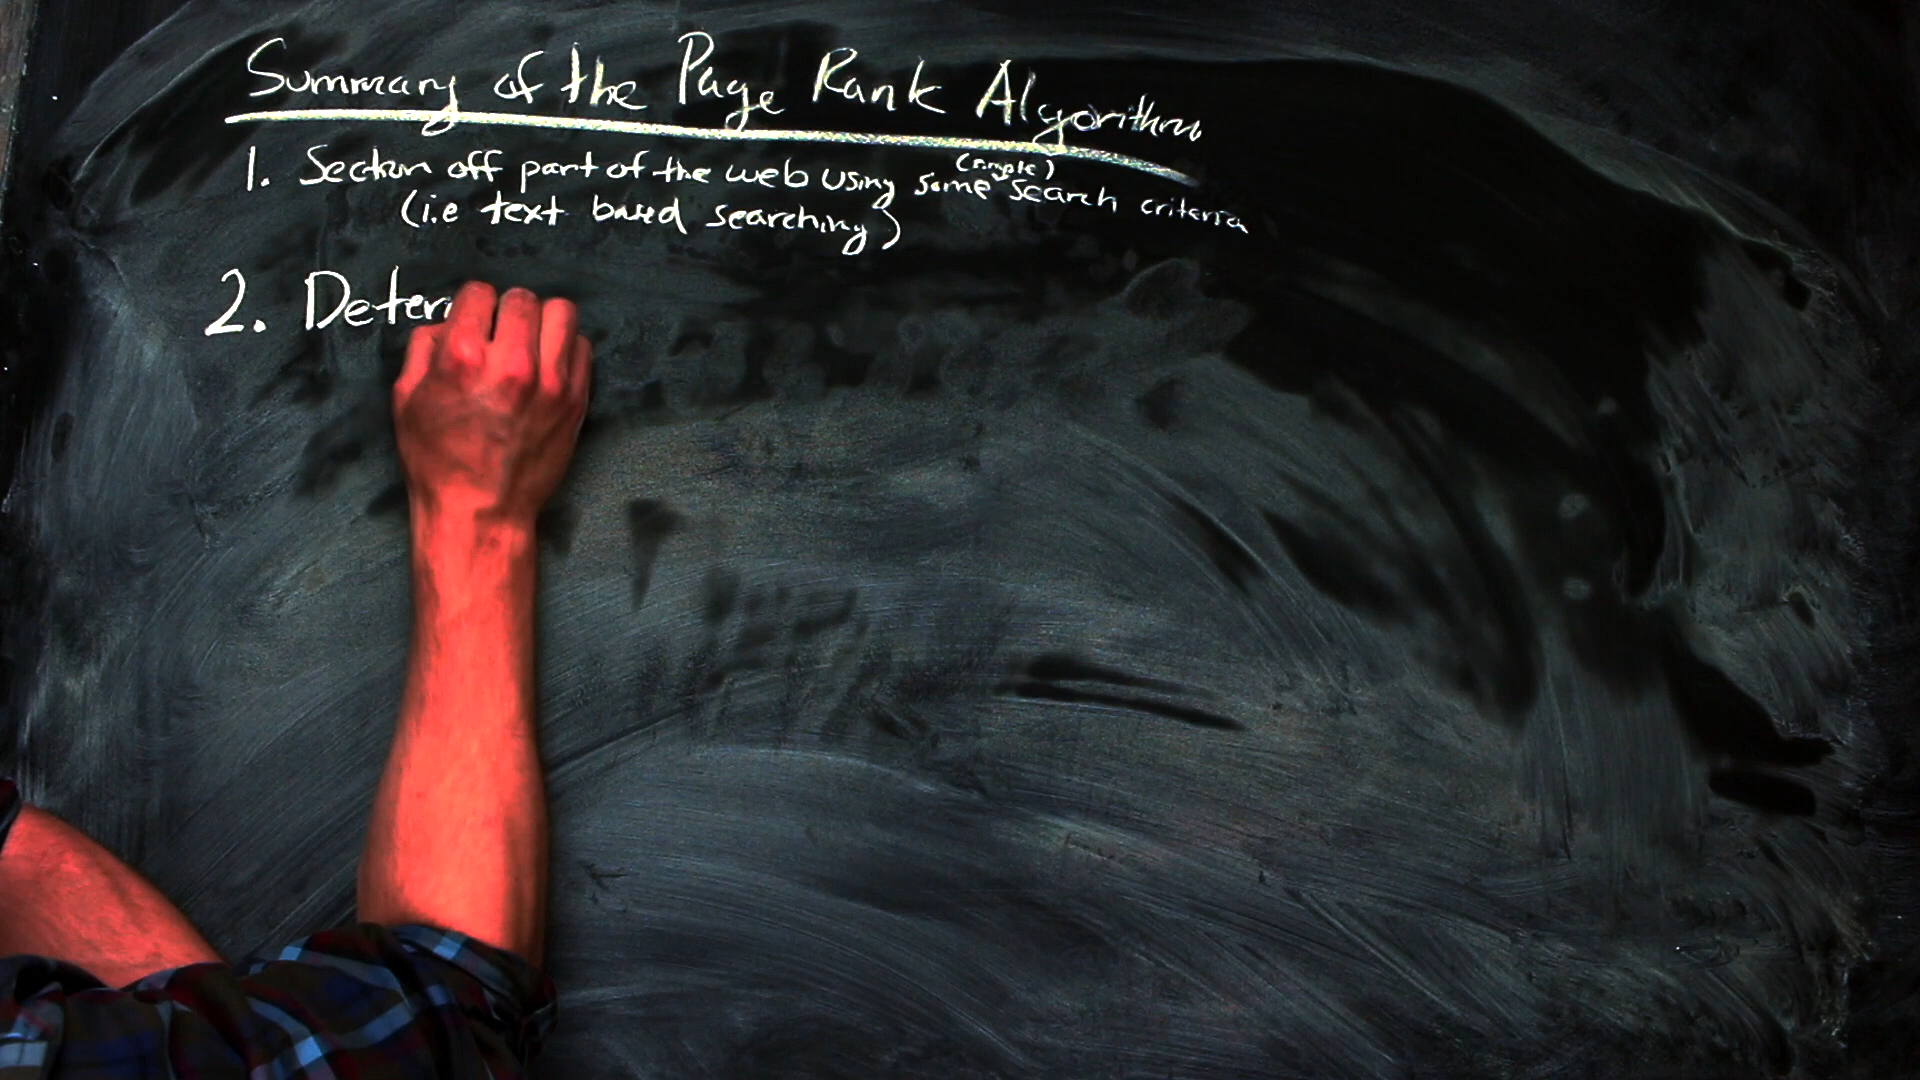 Summary of the Page Rank Algorithm
1. Section off part of the web using some (simple) search criteria
(i.e text based searching)
2. Deter